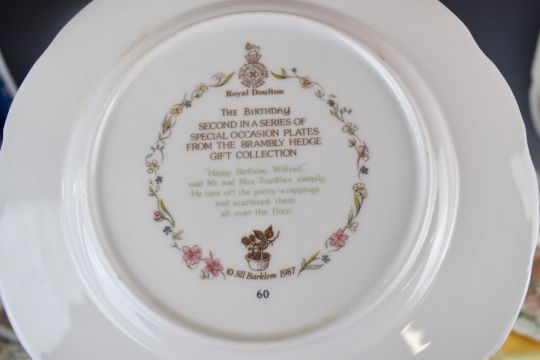 Royal Doulton
THE BIRTHDAY
SECOND IN A SERIES OF
SPECIAL OCCASION PLATES
FROM THE BRAMBLY HEDGE
GIFT COLLECTION
"Happy Birthday, Wilfred,"
said Mr. and Mrs. Toadflax sleepily.
He tore off the pretty wrappings
and scattered them
all over the floor
© Jill Barklem 1987
60